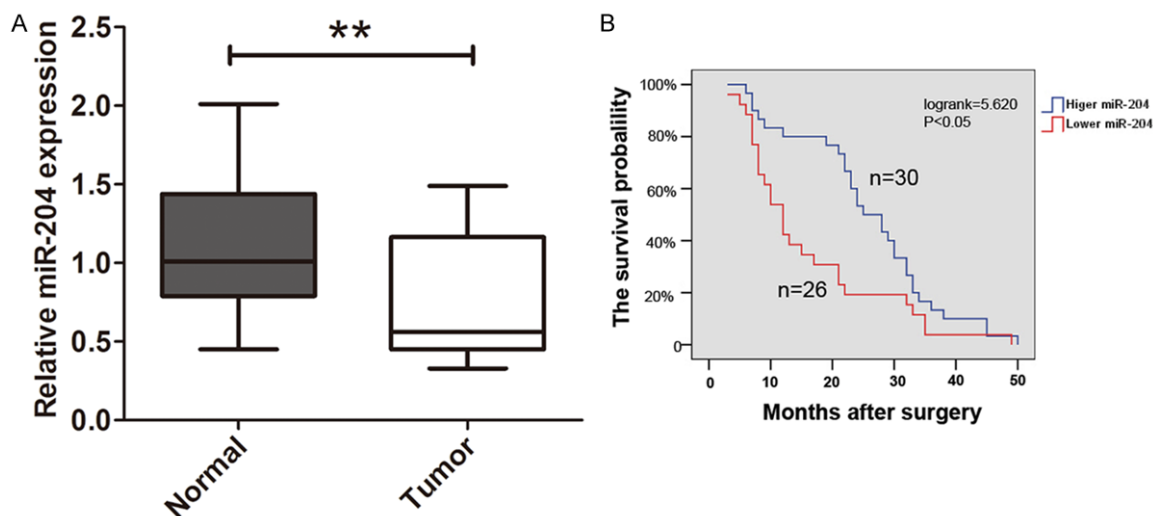 A
Relative miR-204 expression
2.5
2.0
1.5
1.0
0.5
0.0
**
Normal
Tumor
B
The survival probalility
100%
80%
60%
40%
20%
0
logrank=5.620
P<0.05
n=30
n=26
Higer miR-204
Lower miR-204
0 10 20 30 40 50
Months after surgery